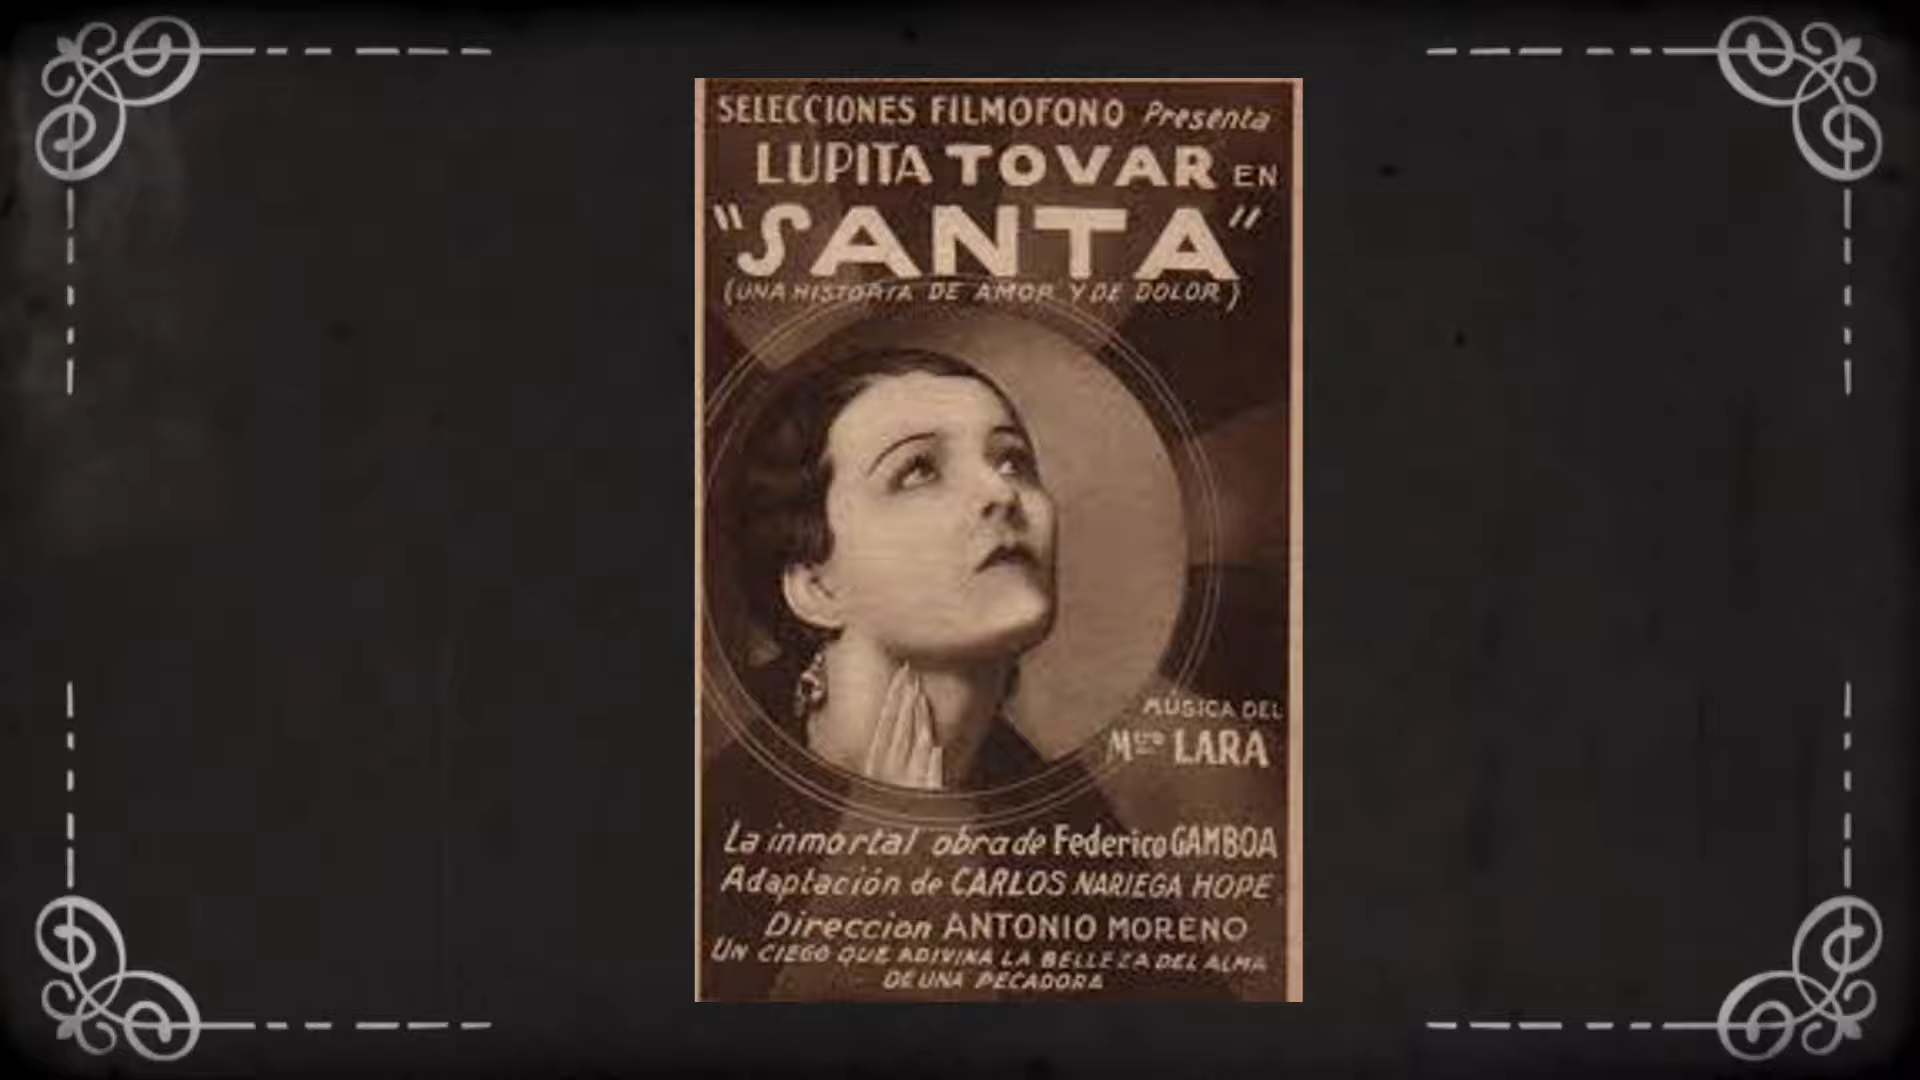 SELECCIONES FILMOFONO Presenta
LUPITA TOVAR EN
"SANTA"
(UNA HISTORIA DE AMOR Y DE DOLOR)
MÚSICA DEL
Mtro LARA
La inmortal obra de Federico GAMBOA
Adaptación de CARLOS NARIEGA HOPE
Direccion ANTONIO MORENO
UN CIEGO QUE ADIVINA LA BELLEZA DEL ALMA
DE UNA PECADORA